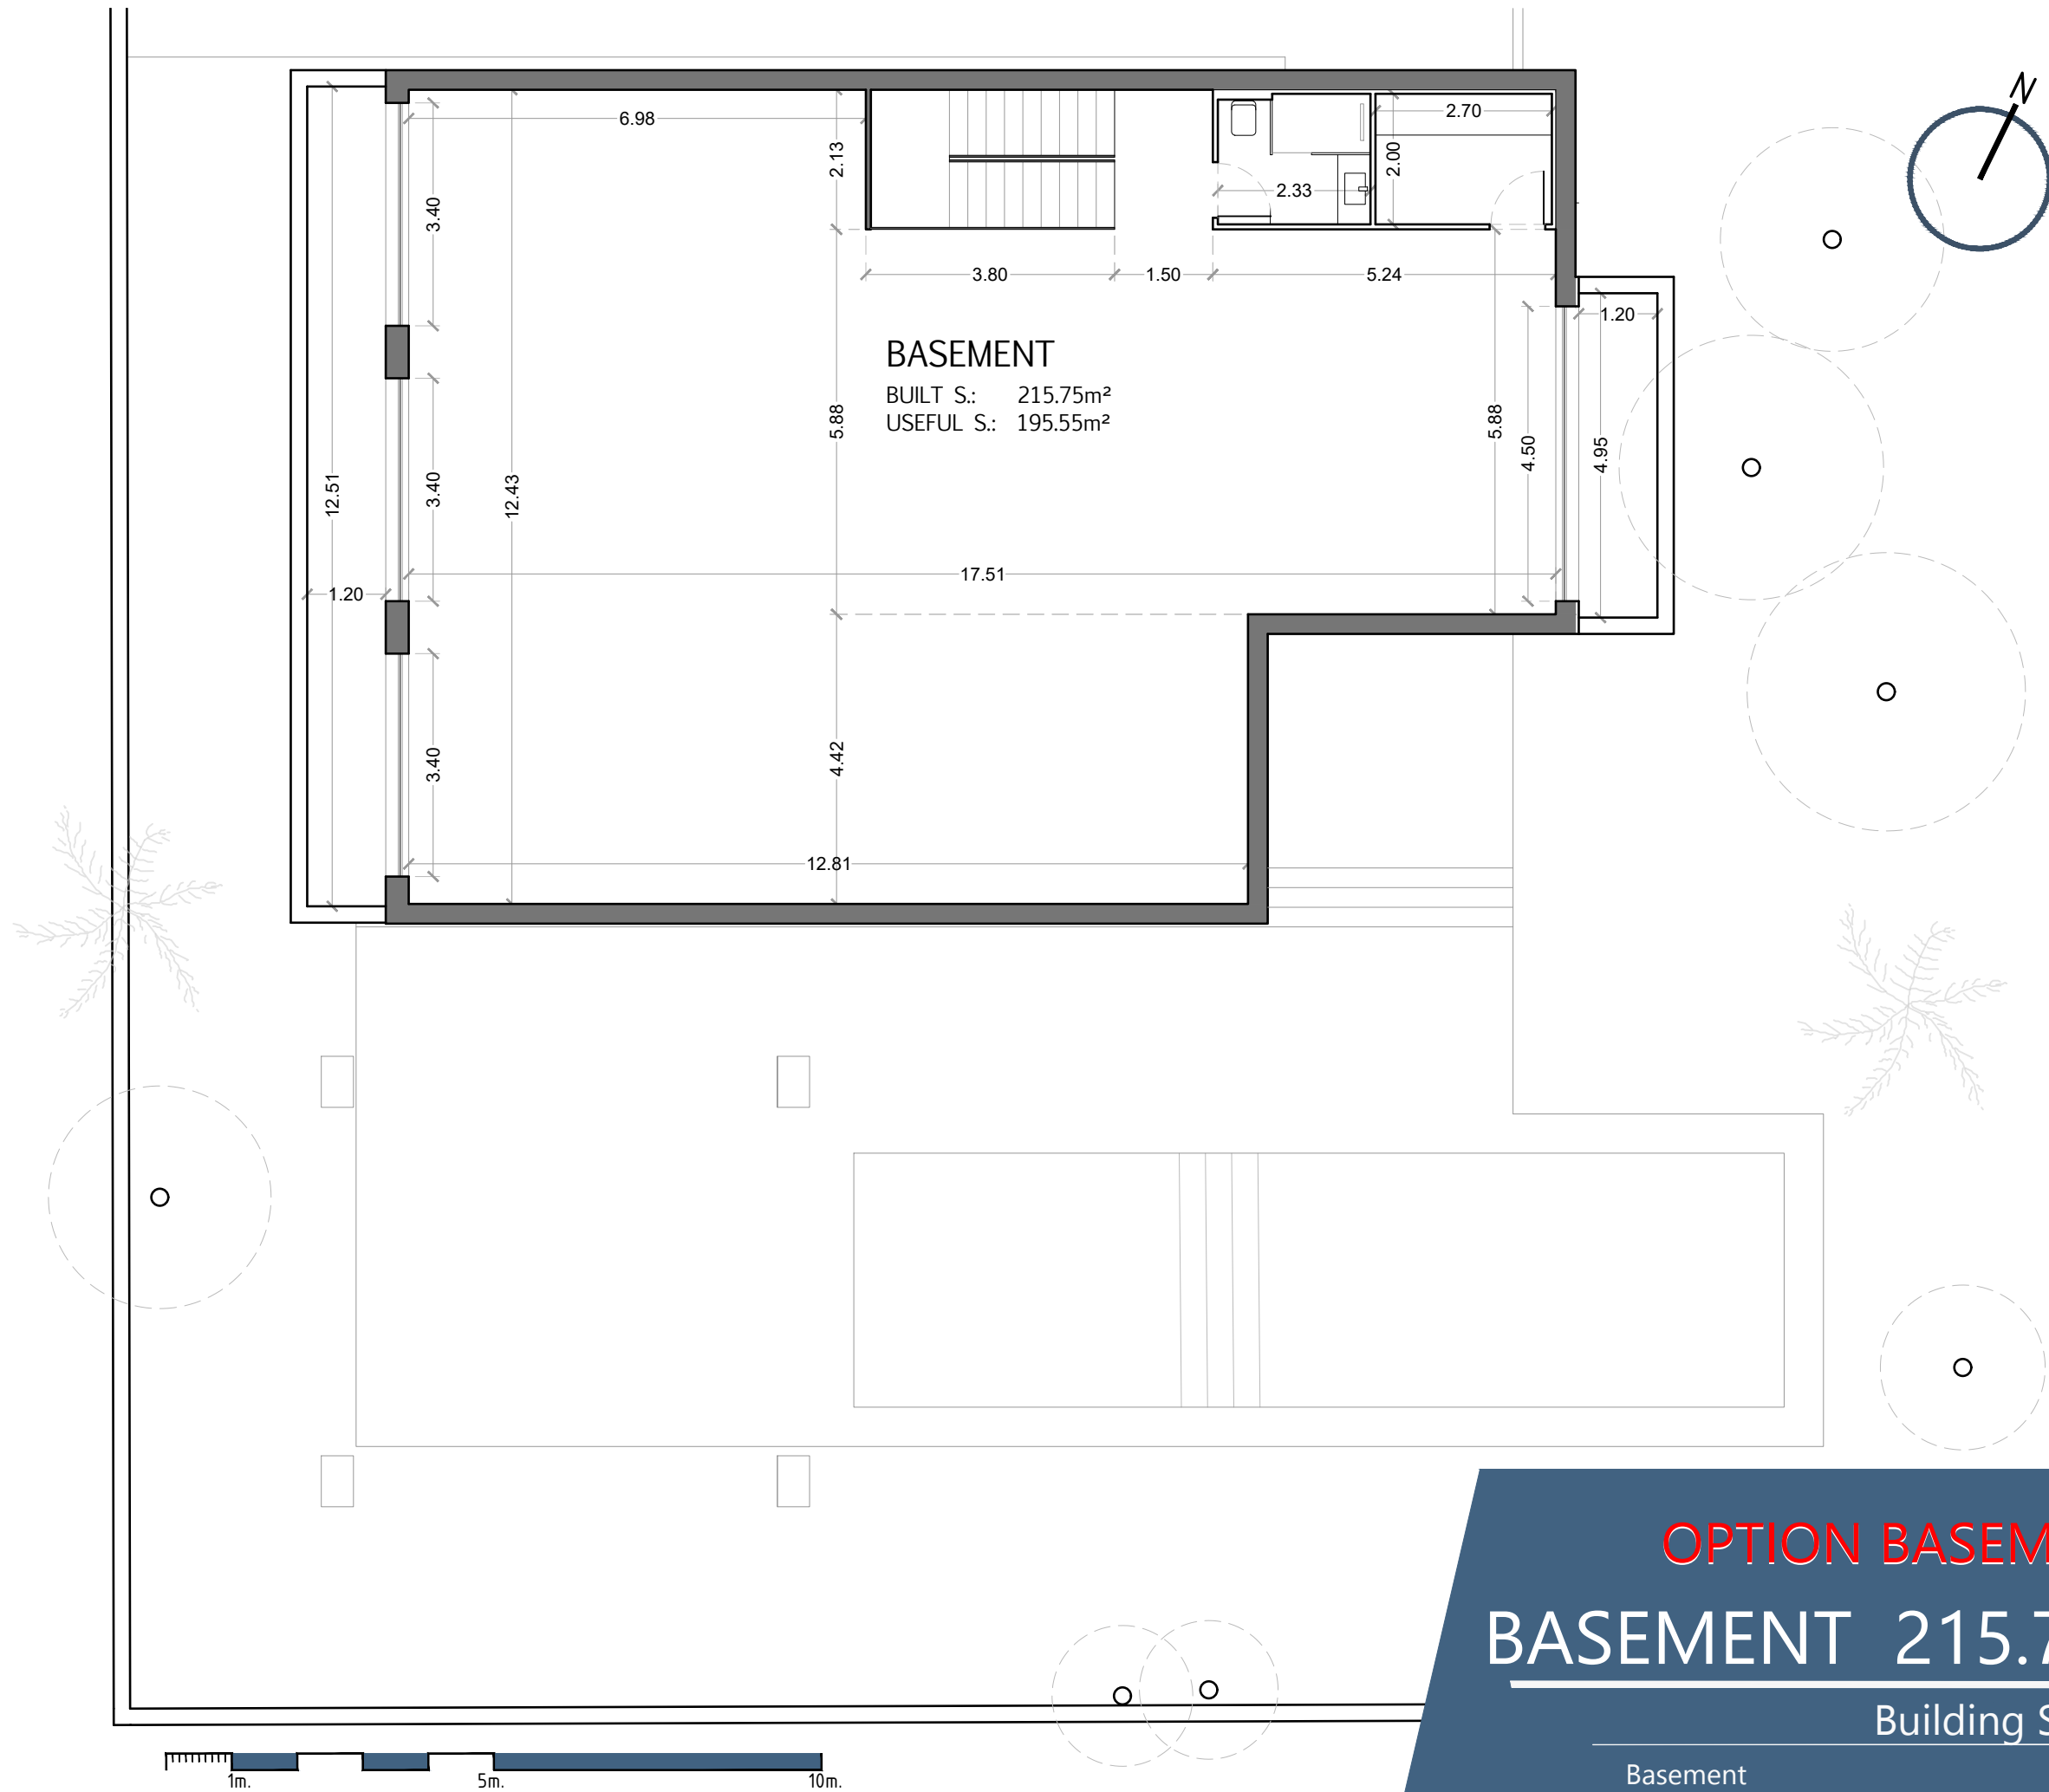 N
6.98
2.13
2.70
2.00
2.33
3.40
3.80
1.50
5.24
1.20
BASEMENT
BUILT S.: 215.75m²
USEFUL S.: 195.55m²
5.88
5.88
4.50
4.95
12.51
3.40
12.43
17.51
1.20
3.40
4.42
12.81
OPTION BASEM
BASEMENT 215.7
Building S
Basement
1m.
5m.
10m.